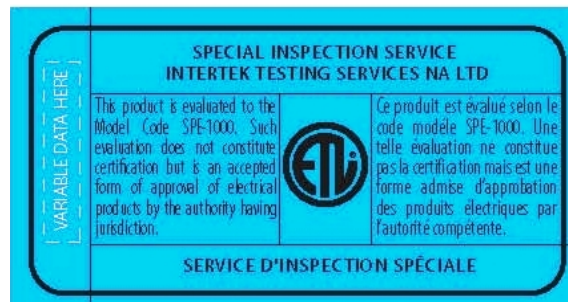 SPECIAL INSPECTION SERVICE
INTERTEK TESTING SERVICES NA LTD
VARIABLE DATA HERE
This product is evaluated to the
Model Code SPE-1000. Such
evaluation does not constitute
certification but is an accepted
form of approval of electrical
products by the authority having
jurisdiction.
ETL
Ce produit est évalué selon le
code modèle SPE-1000. Une
telle évaluation ne constitue
pas la certification mais est une
forme admise d'approbation
des produits électriques par
l'autorité compétente.
SERVICE D'INSPECTION SPÉCIALE